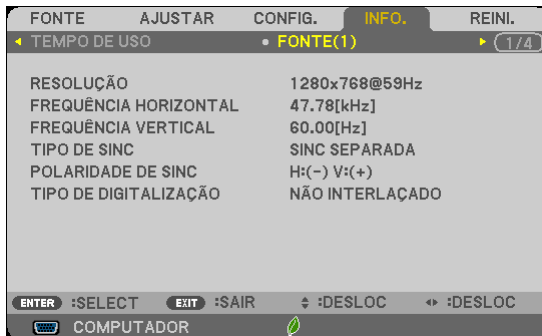 FONTE AJUSTAR CONFIG. INFO. REINI.
TEMPO DE USO FONTE(1) 1/4
RESOLUÇÃO 1280x768@59Hz
FREQUÊNCIA HORIZONTAL 47.78[kHz]
FREQUÊNCIA VERTICAL 60.00[Hz]
TIPO DE SINC SINC SEPARADA
POLARIDADE DE SINC H:(-) V:(+)
TIPO DE DIGITALIZAÇÃO NÃO INTERLAÇADO
ENTER :SELECT EXIT :SAIR :DESLOC :DESLOC
COMPUTADOR